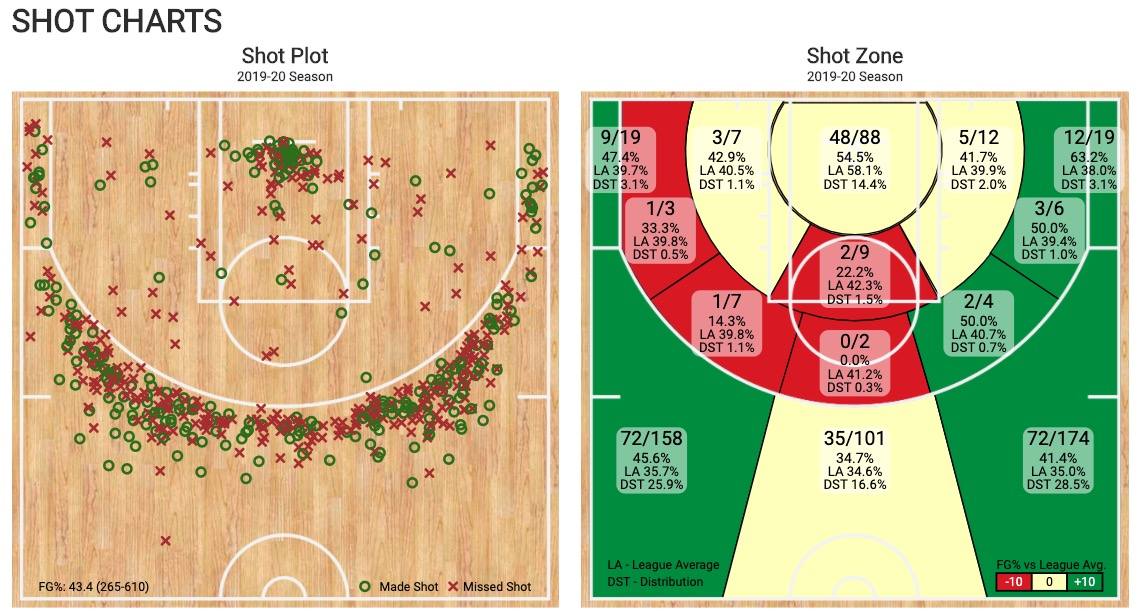 SHOT CHARTS
Shot Plot
2019-20 Season
FG%: 43.4 (265-610)
Made Shot
Missed Shot
Shot Zone
2019-20 Season
9/19
47.4%
LA 39.7%
DST 3.1%
3/7
42.9%
LA 40.5%
DST 1.1%
48/88
54.5%
LA 58.1%
DST 14.4%
5/12
41.7%
LA 39.9%
DST 2.0%
12/19
63.2%
LA 38.0%
DST 3.1%
1/3
33.3%
LA 39.8%
DST 0.5%
3/6
50.0%
LA 39.4%
DST 1.0%
2/9
22.2%
LA 42.3%
DST 1.5%
1/7
14.3%
LA 39.8%
DST 1.1%
2/4
50.0%
LA 40.7%
DST 0.7%
0/2
0.0%
LA 41.2%
DST 0.3%
72/158
45.6%
LA 35.7%
DST 25.9%
35/101
34.7%
LA 34.6%
DST 16.6%
72/174
41.4%
LA 35.0%
DST 28.5%
LA - League Average
DST - Distribution
FG% vs League Avg.
-10 0 +10